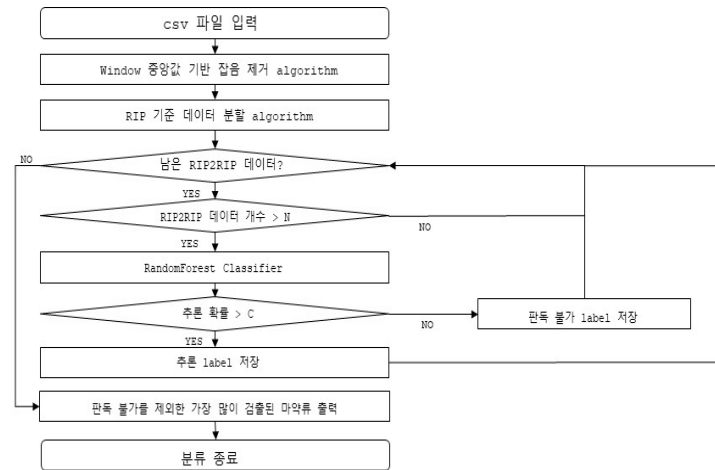 csv 파일 입력
Window 중앙값 기반 잡음 제거 algorithm
RIP 기준 데이터 분할 algorithm
NO
남은 RIP2RIP 데이터?
YES
RIP2RIP 데이터 개수 > N
NO
YES
RandomForest Classifier
추론 확률 > C
NO
판독 불가 label 저장
YES
추론 label 저장
판독 불가를 제외한 가장 많이 검출된 마약류 출력
분류 종료